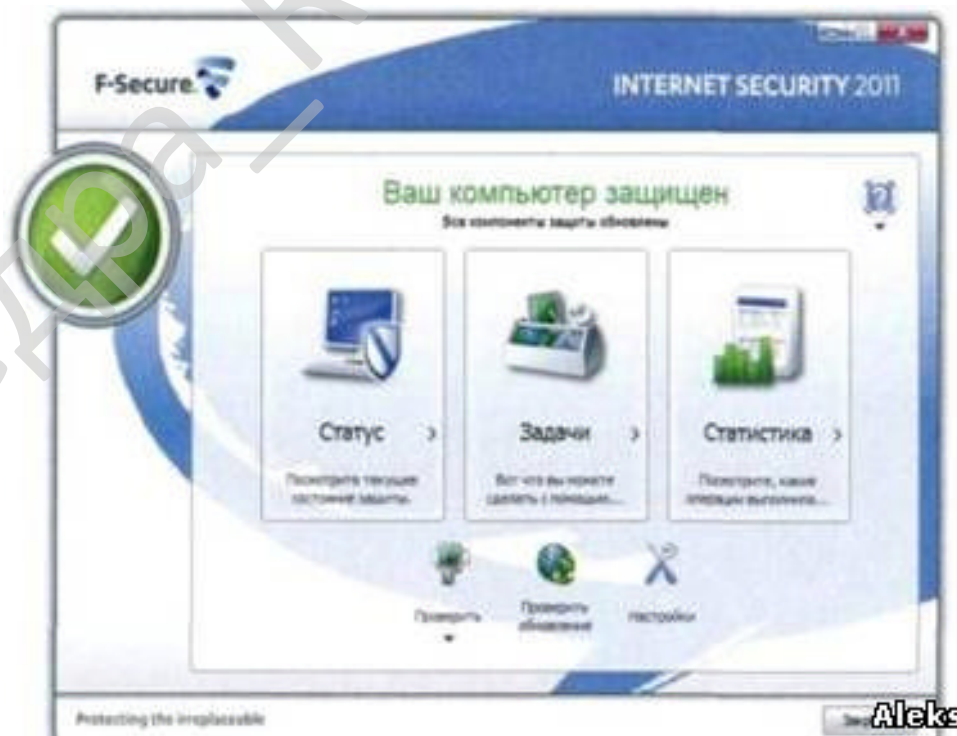 F-Secure.
INTERNET SECURITY 2011
Ваш компьютер защищен
Все компоненты защиты обновлены
Статус
Задачи
Статистика
Посмотрите текущее
состояние защиты.
Вот что вы можете
сделать с помощью...
Посмотрите, какие
операции выполнила...
Проверить
Проверить
обновления
Настройки
Protecting the irreplaceable
Aleks